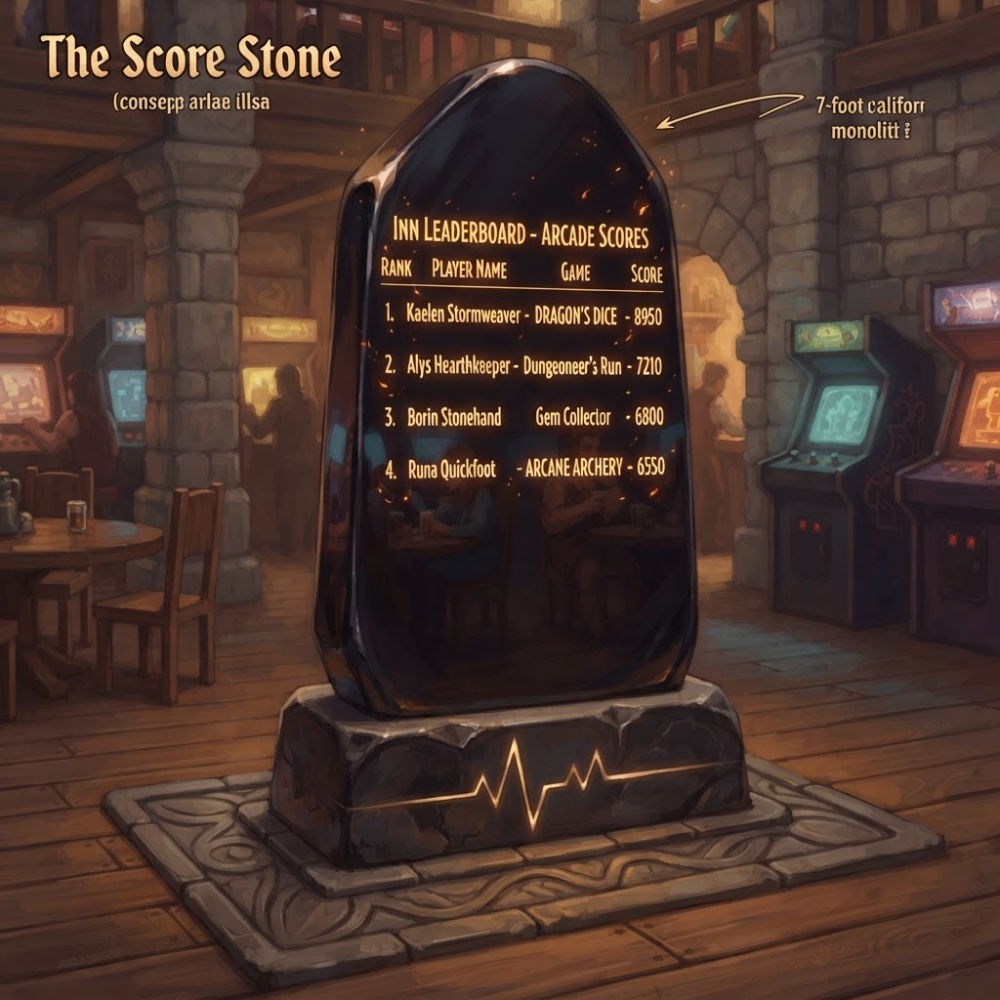 The Score Stone
(consepp arlae illsa
7-foot califorr
monolitt
INN LEADERBOARD - ARCADE SCORES
RANK PLAYER NAME GAME SCORE
1. Kaelen Stormweaver - DRAGON'S DICE - 8950
2. Alys Hearthkeeper - Dungeoneer's Run - 7210
3. Borin Stonehand Gem Collector - 6800
4. Runa Quickfoot - ARCANE ARCHERY - 6550